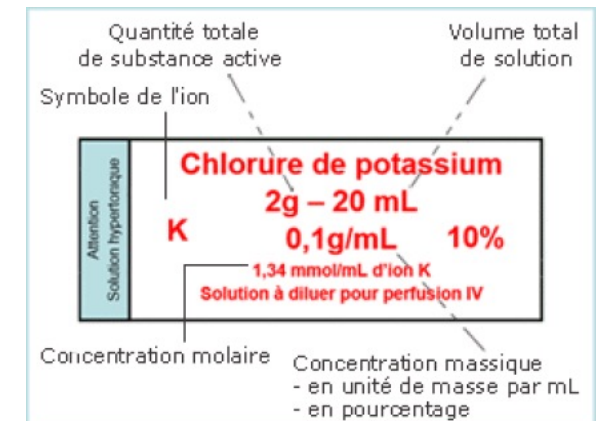 Quantité totale
de substance active
Volume total
de solution
Symbole de l'ion
Attention
Solution hypertonique
Chlorure de potassium
2g – 20 mL
K
0,1g/mL
10%
1,34 mmol/mL d'ion K
Solution à diluer pour perfusion IV
Concentration molaire
Concentration massique
- en unité de masse par mL
- en pourcentage